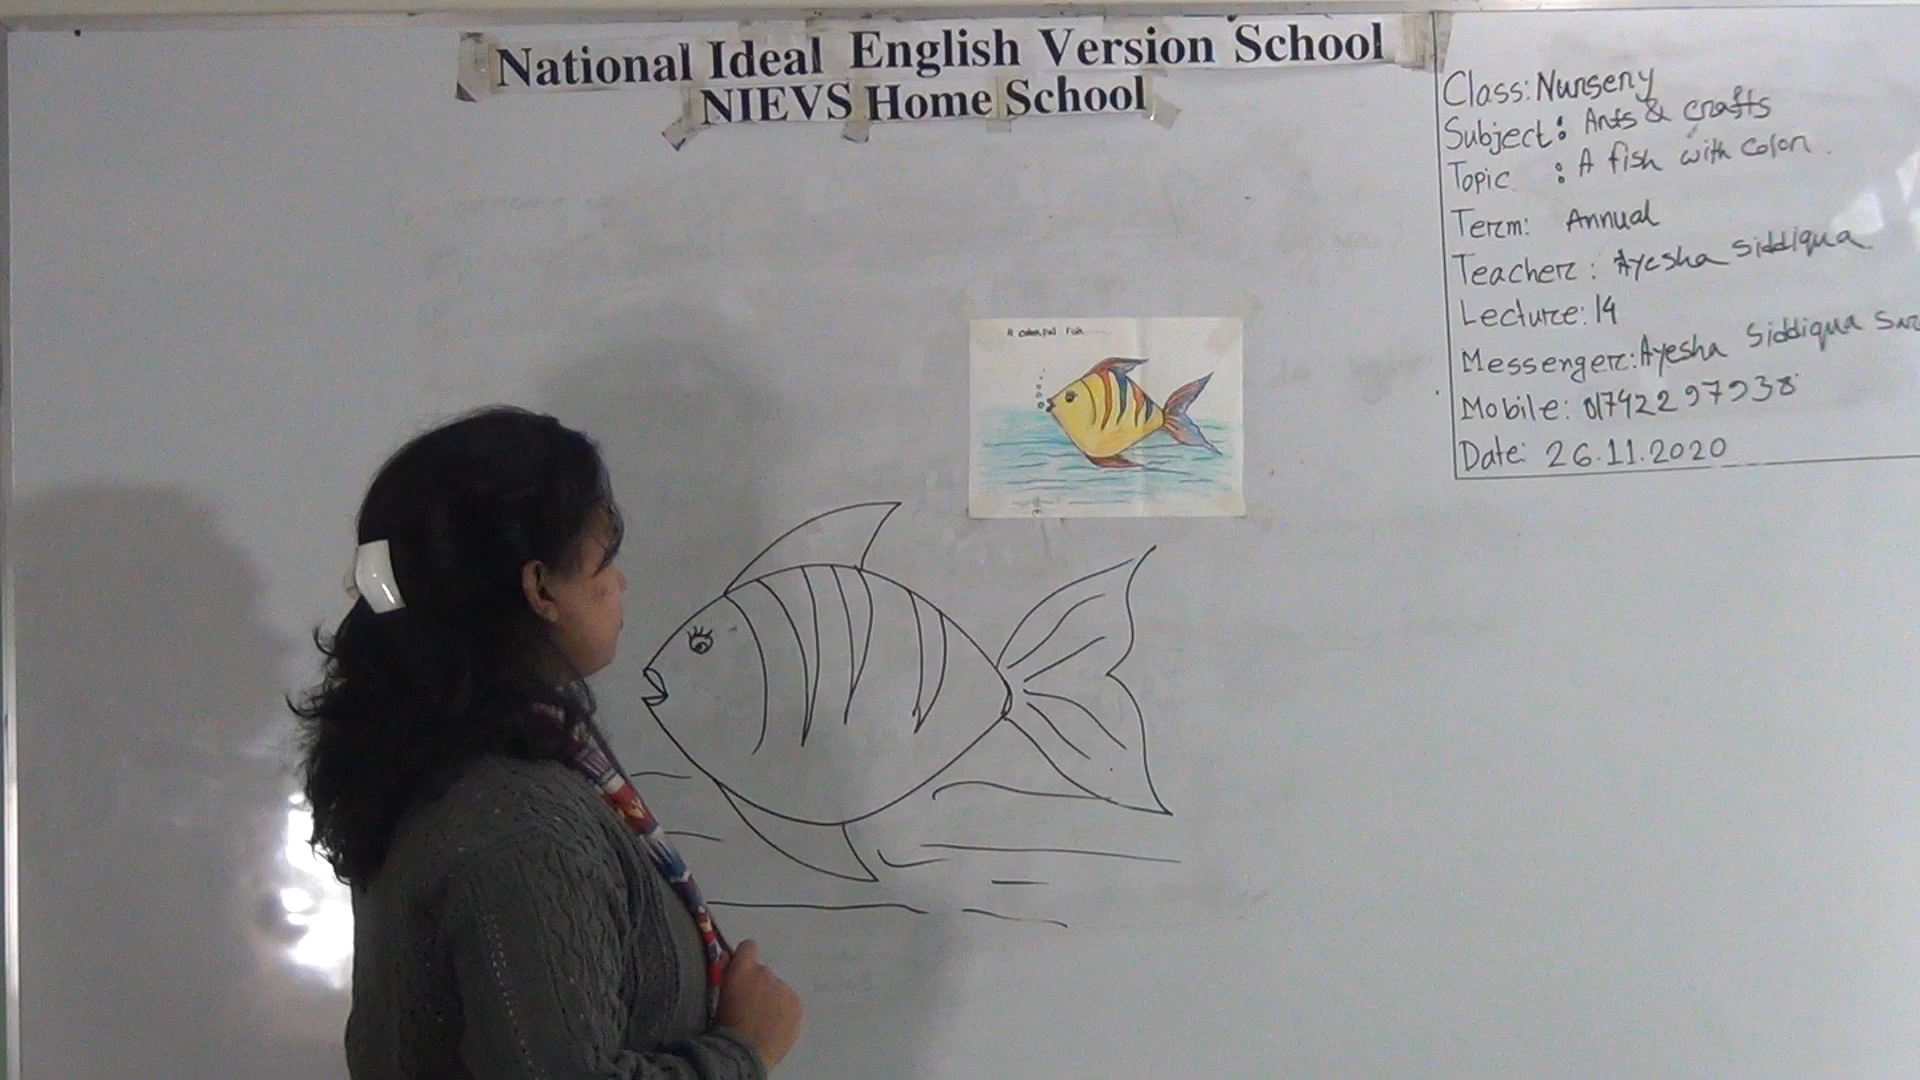 National Ideal English Version School
NIEVS Home School
Class: Nursery
Subject: Arts & crafts
Topic : A fish with Color.
Term: Annual
Teacher: Ayesha Siddiqua
Lecture: 14
Messenger: Ayesha Siddiqua
Mobile: 01742297938
Date: 26.11.2020
A colorful fish